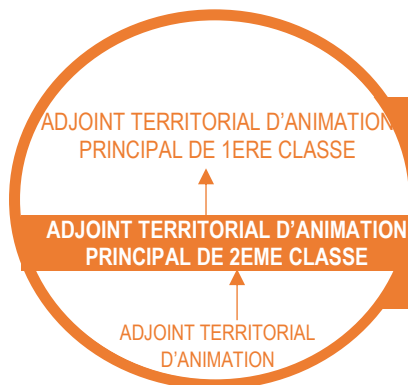 ADJOINT TERRITORIAL D’ANIMATION
PRINCIPAL DE 1ERE CLASSE
ADJOINT TERRITORIAL D’ANIMATION
PRINCIPAL DE 2EME CLASSE
ADJOINT TERRITORIAL
D’ANIMATION